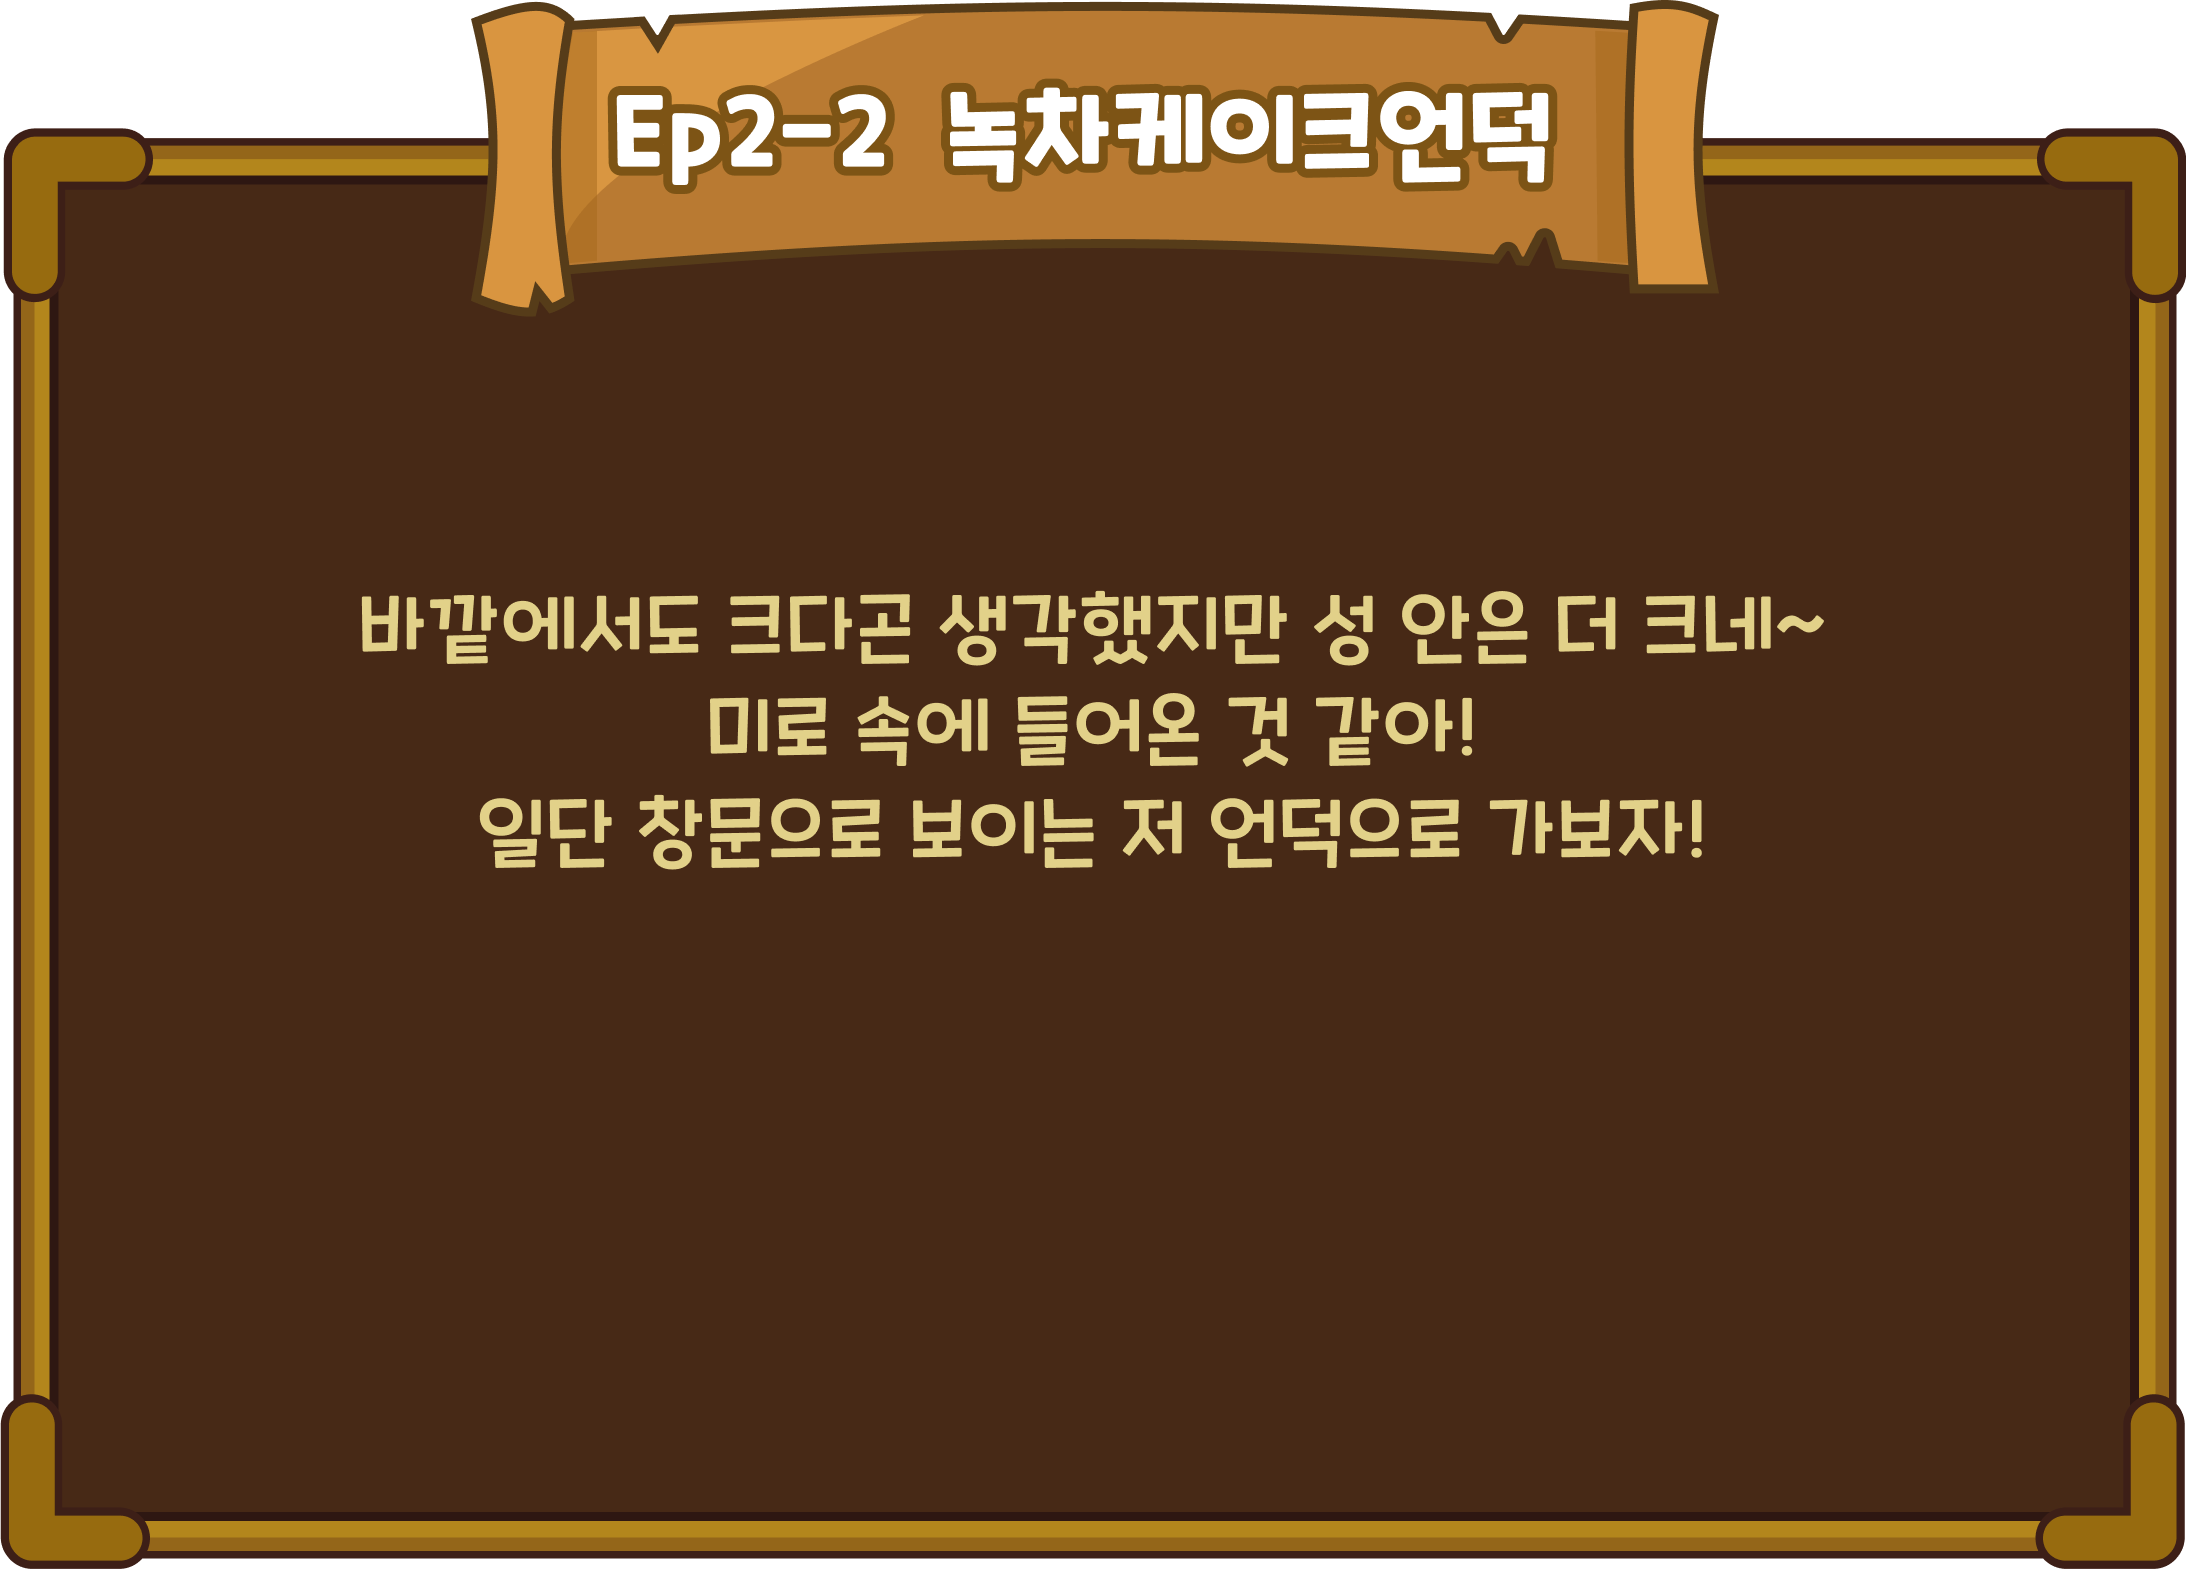 Ep2-2 녹차케이크언덕
바깥에서도 크다곤 생각했지만 성 안은 더 크네~
미로 속에 들어온 것 같아!
일단 창문으로 보이는 저 언덕으로 가보자!